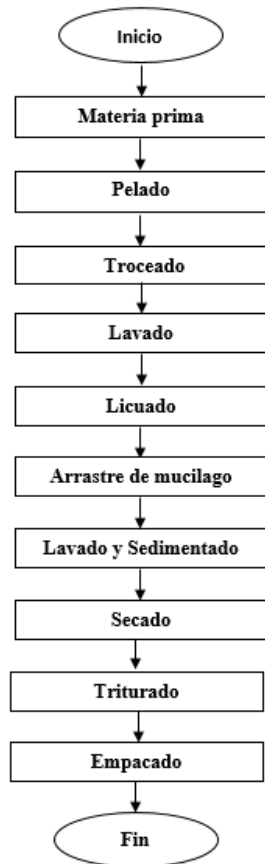 Inicio
Materia prima
Pelado
Troceado
Lavado
Licuado
Arrastre de mucilago
Lavado y Sedimentado
Secado
Triturado
Empacado
Fin